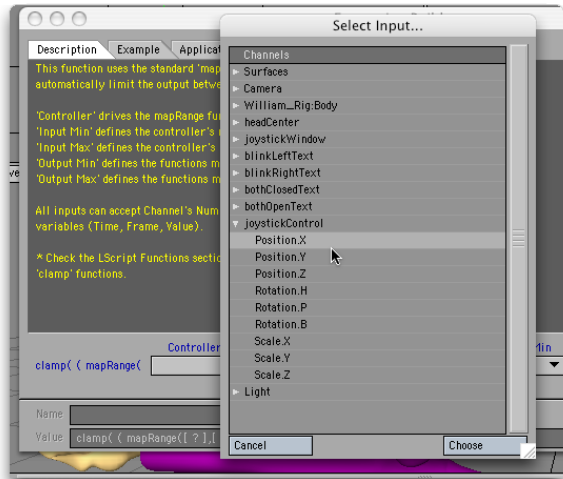 Select Input...
Description Example Applicat
This function uses the standard 'map
automatically limit the output betwe
'Controller' drives the mapRange fu
'Input Min' defines the controller's
'Input Max' defines the controller's
'Output Min' defines the functions m
'Output Max' defines the functions m
All inputs can accept Channel's Num
variables (Time, Frame, Value).
* Check the LScript Functions sectio
'clamp' functions.
Controller
Min
clamp( ( mapRange(
Name
Value clamp( ( mapRange([ ? ],[
Channels
Surfaces
Camera
William_Rig:Body
headCenter
joystickWindow
blinkLeftText
blinkRightText
bothClosedText
bothOpenText
joystickControl
Position.X
Position.Y
Position.Z
Rotation.H
Rotation.P
Rotation.B
Scale.X
Scale.Y
Scale.Z
Light
Cancel Choose